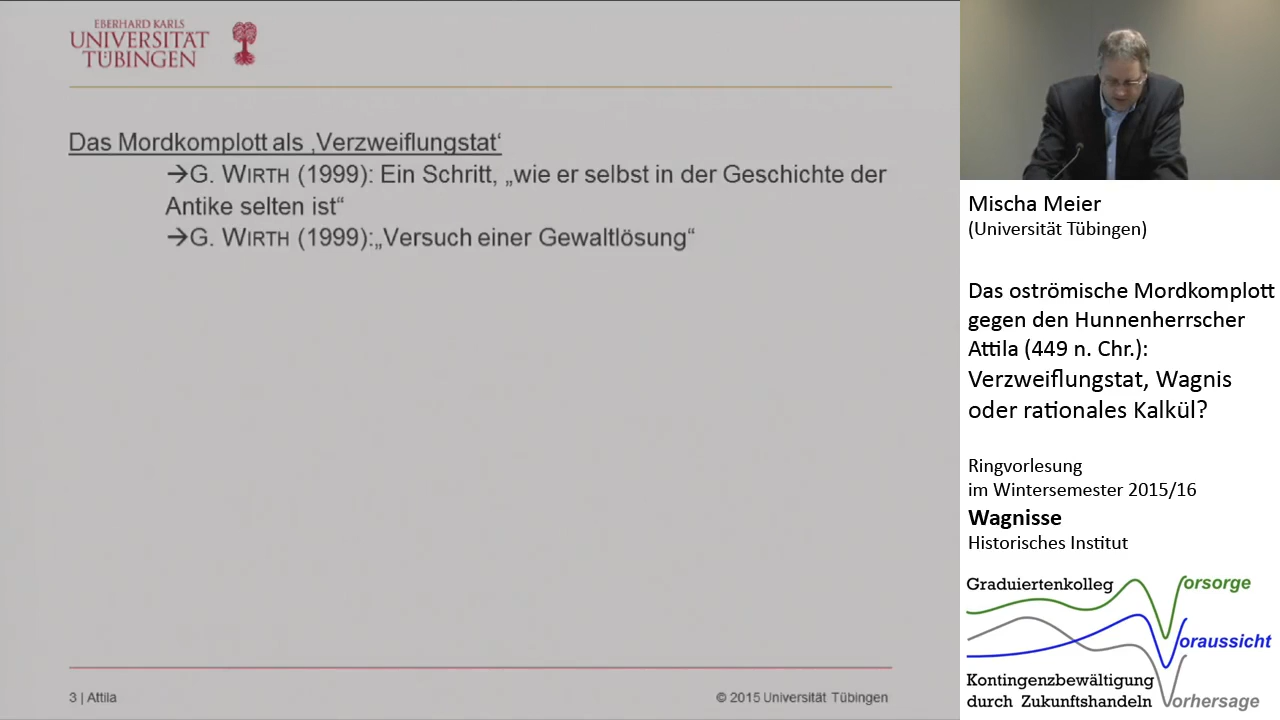 EBERHARD KARLS
UNIVERSITÄT
TÜBINGEN
Das Mordkomplott als ‚Verzweiflungstat‘
→G. WIRTH (1999): Ein Schritt, „wie er selbst in der Geschichte der
Antike selten ist“
→G. WIRTH (1999):„Versuch einer Gewaltlösung“
3 | Attila
© 2015 Universität Tübingen
Mischa Meier
(Universität Tübingen)
Das oströmische Mordkomplott
gegen den Hunnenherrscher
Attila (449 n. Chr.):
Verzweiflungstat, Wagnis
oder rationales Kalkül?
Ringvorlesung
im Wintersemester 2015/16
Wagnisse
Historisches Institut
Graduiertenkolleg
Vorsorge
Voraussicht
Vorhersage
Kontingenzbewältigung
durch Zukunftshandeln